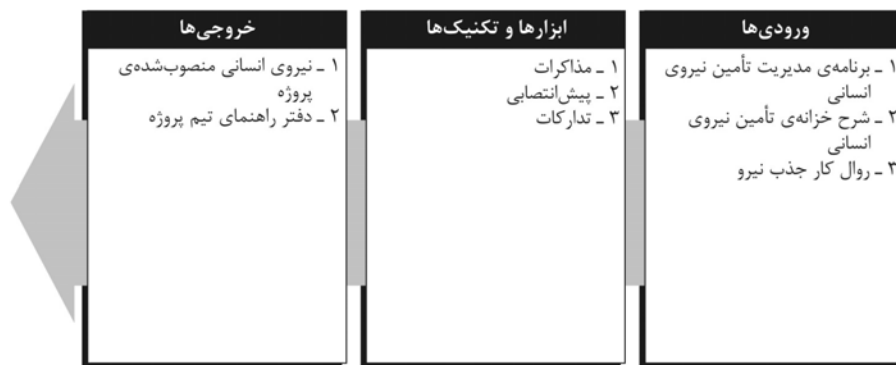 ورودی‌ها
۱ ـ برنامه‌ی مدیریت تأمین نیروی
انسانی
۲ ـ شرح خزانه‌ی تأمین نیروی
انسانی
۳ ـ روال کار جذب نیرو
ابزارها و تکنیک‌ها
۱ ـ مذاکرات
۲ ـ پیش‌انتصابی
۳ ـ تدارکات
خروجی‌ها
۱ ـ نیروی انسانی منصوب‌شده‌ی
پروژه
۲ ـ دفتر راهنمای تیم پروژه